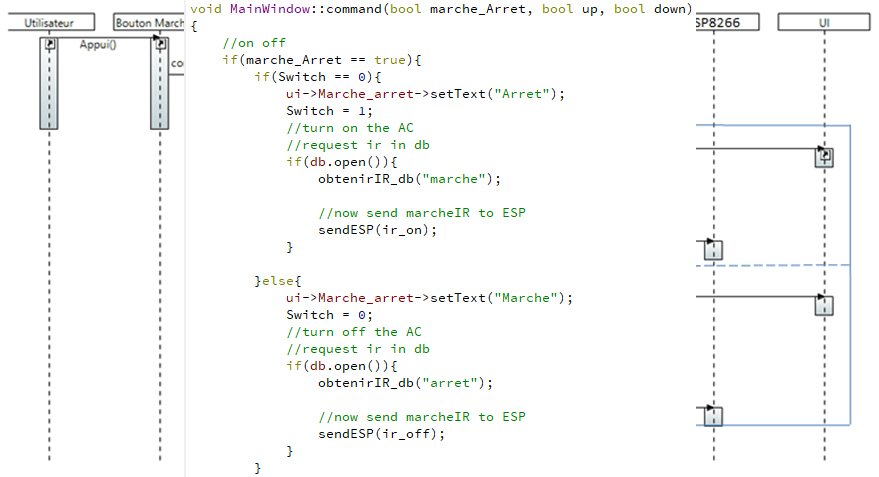 Utilisateur
Bouton March
Appui()
co
void MainWindow::command(bool marche_Arret, bool up, bool down)
{
//on off
if(marche_Arret == true){
if(Switch == 0){
ui->Marche_arret->setText("Arret");
Switch = 1;
//turn on the AC
//request ir in db
if(db.open()){
obtenirIR_db("marche");
//now send marcheIR to ESP
sendESP(ir_on);
}
}else{
ui->Marche_arret->setText("Marche");
Switch = 0;
//turn off the AC
//request ir in db
if(db.open()){
obtenirIR_db("arret");
//now send marcheIR to ESP
sendESP(ir_off);
}
}
SP8266
UI